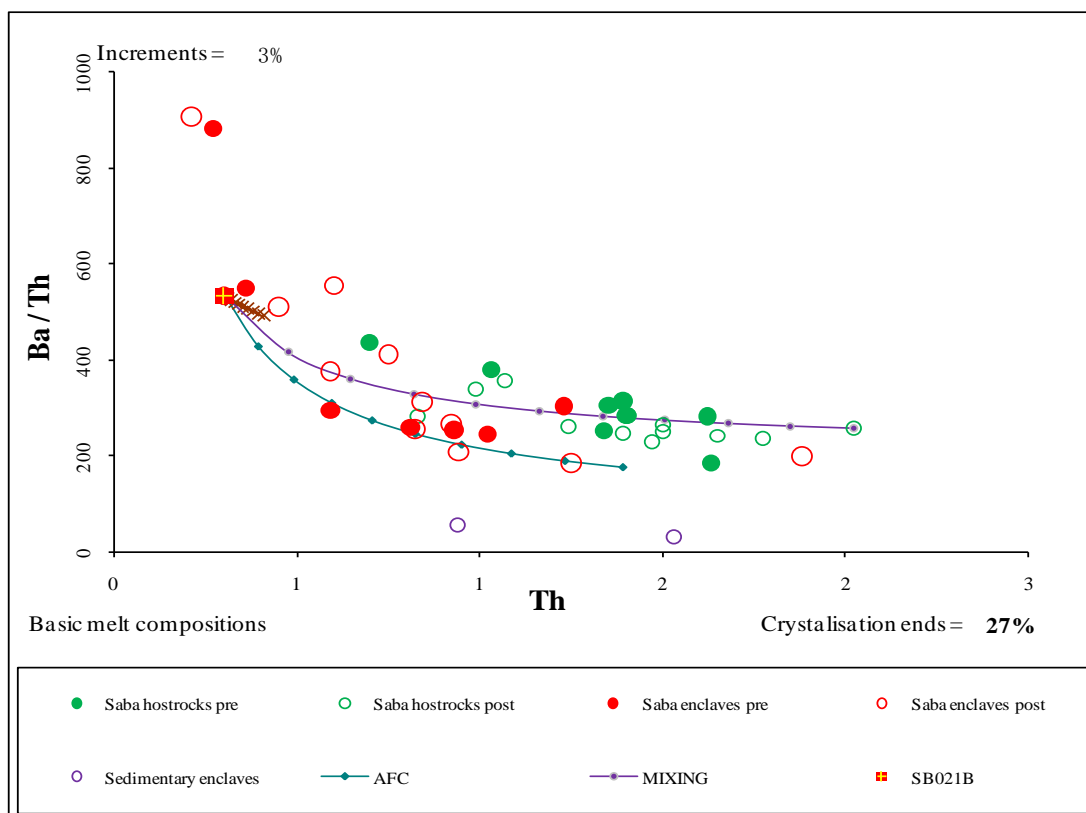 Increments = 3%
1000
800
600
400
200
0
Ba / Th
0 1 1 2 2 3
Th
Basic melt compositions
Crystalisation ends = 27%
Saba hostrocks pre
Saba hostrocks post
Saba enclaves pre
Saba enclaves post
Sedimentary enclaves
AFC
MIXING
SB021B